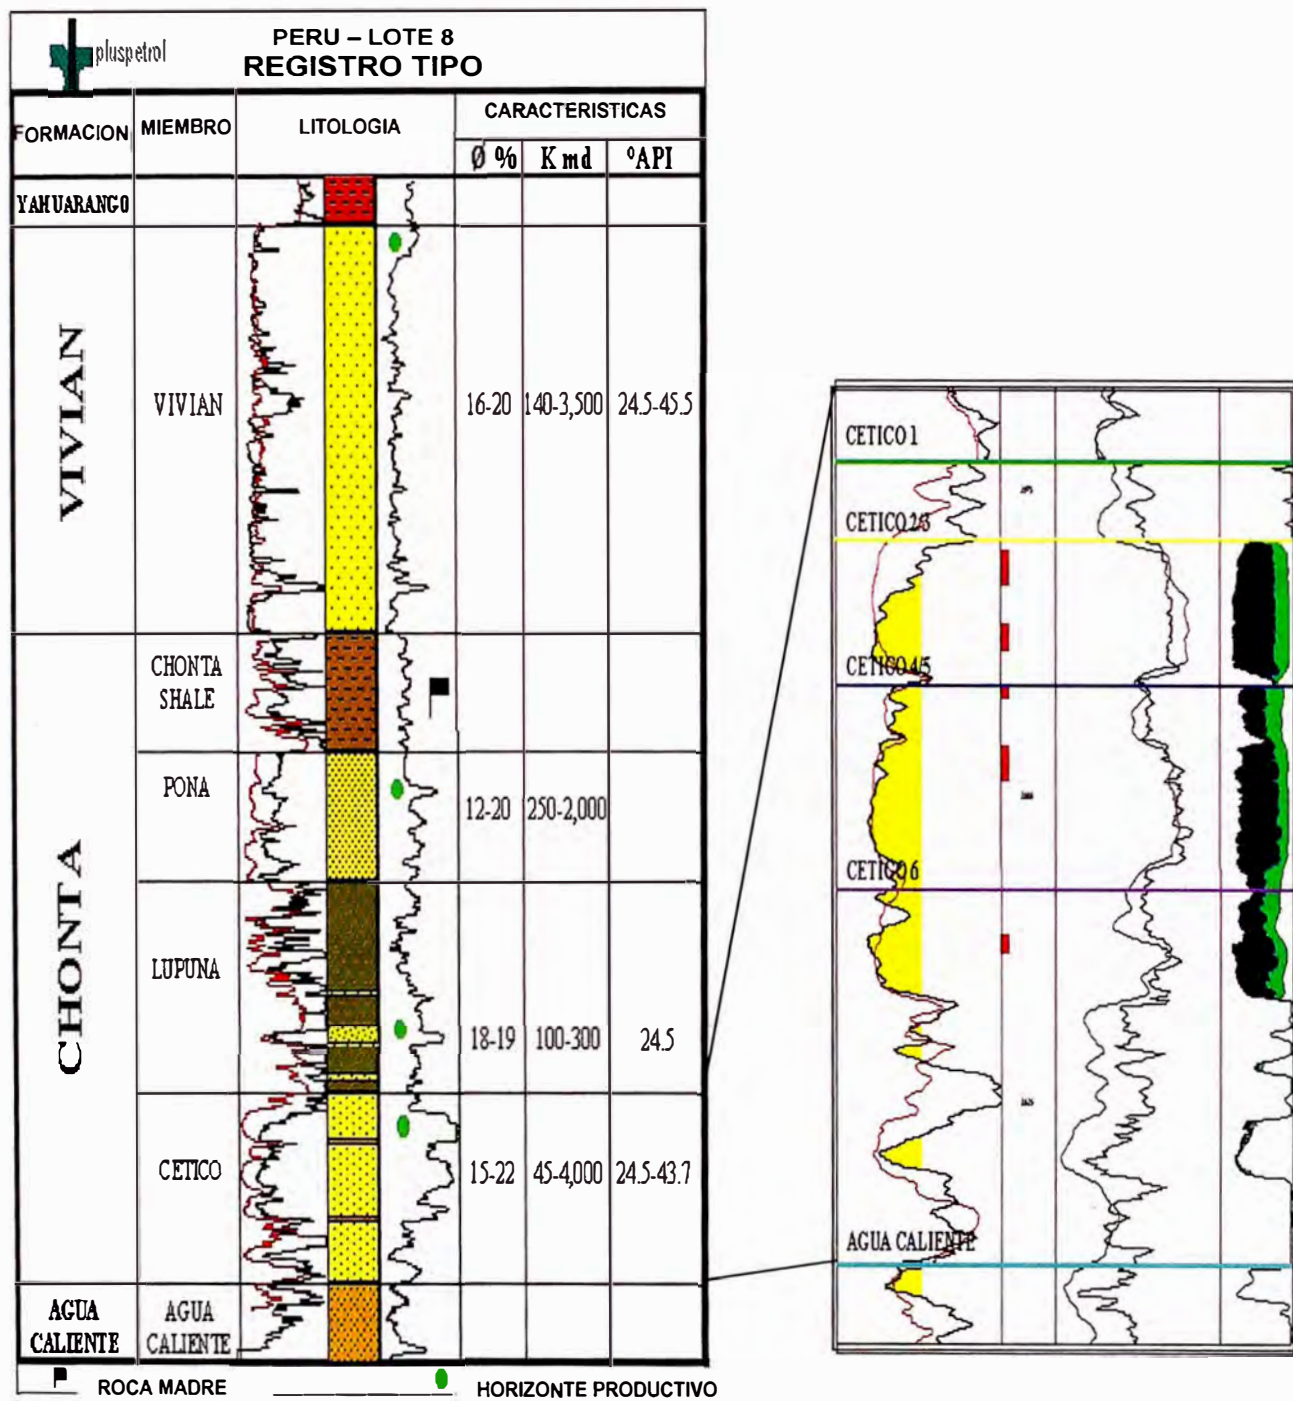 pluspetrol
PERU – LOTE 8
REGISTRO TIPO
FORMACION
MIEMBRO
LITOLOGIA
CARACTERISTICAS
Ø %
K md
ºAPI
YAHUARANGO
VIVIAN
VIVIAN
16-20
140-3,500
24.5-45.5
CHONTA
CHONTA
SHALE
PONA
12-20
250-2,000
LUPUNA
18-19
100-300
24.5
CETICO
15-22
45-4,000
24.5-43.7
AGUA
CALIENTE
AGUA
CALIENTE
ROCA MADRE
HORIZONTE PRODUCTIVO
CETICO 1
CETICO 2/3
CETICO 4/5
CETICO 6
AGUA CALIENTE